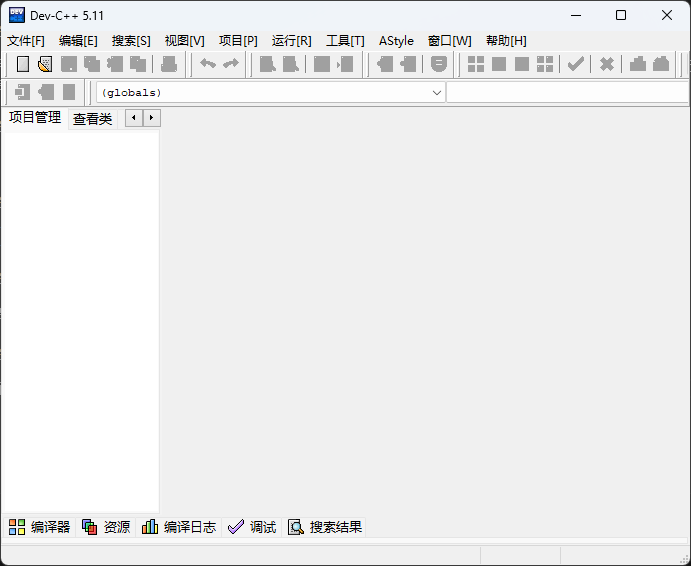 Dev-C++ 5.11
文件[F] 编辑[E] 搜索[S] 视图[V] 项目[P] 运行[R] 工具[T] AStyle 窗口[W] 帮助[H]
(globals)
项目管理 查看类
编译器 资源 编译日志 调试 搜索结果